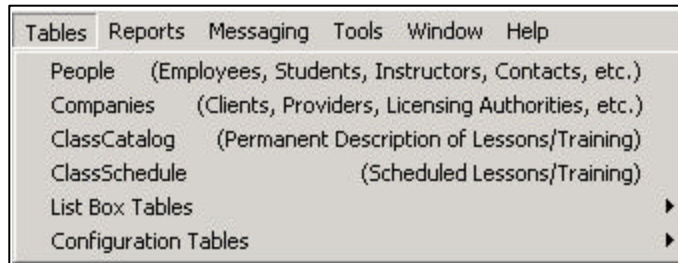 Tables Reports Messaging Tools Window Help
People (Employees, Students, Instructors, Contacts, etc.)
Companies (Clients, Providers, Licensing Authorities, etc.)
ClassCatalog (Permanent Description of Lessons/Training)
ClassSchedule (Scheduled Lessons/Training)
List Box Tables
Configuration Tables